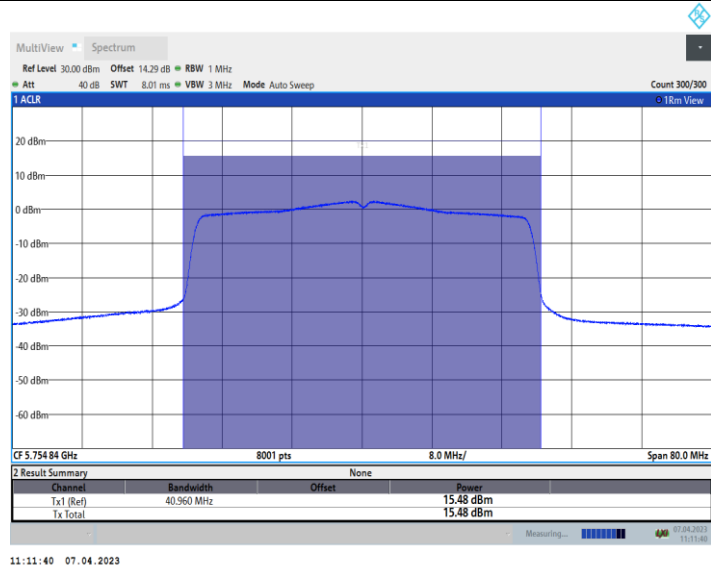 R&S
MultiView Spectrum
Ref Level 30.00 dBm Offset 14.29 dB RBW 1 MHz
Att 40 dB SWT 8.01 ms VBW 3 MHz Mode Auto Sweep Count 300/300
1 ACLR 1Rm View
20 dBm
10 dBm
0 dBm
-10 dBm
-20 dBm
-30 dBm
-40 dBm
-50 dBm
-60 dBm
CF 5.754 84 GHz 8001 pts 8.0 MHz/ Span 80.0 MHz
2 Result Summary None
Channel Bandwidth Offset Power
Tx1 (Ref) 40.960 MHz 15.48 dBm
Tx Total 15.48 dBm
Measuring... 07.04.2023
11:11:40
11:11:40 07.04.2023